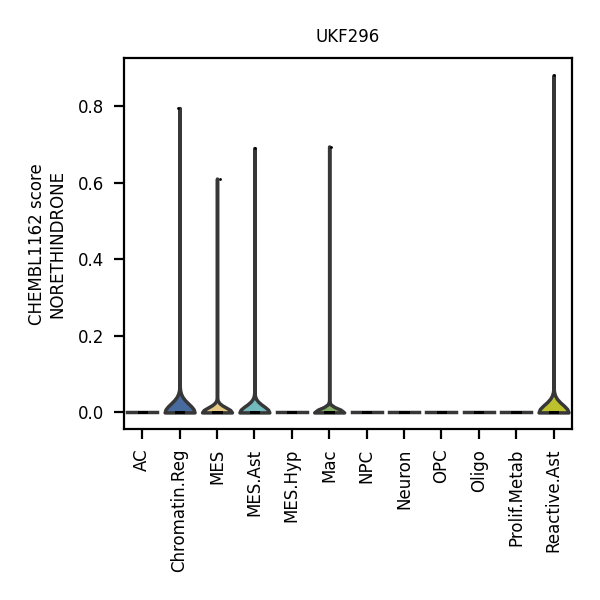 UKF296
CHEMBL1162 score
NORETHINDRONE
0.8
0.6
0.4
0.2
0.0
AC
Chromatin.Reg
MES
MES.Ast
MES.Hyp
Mac
NPC
Neuron
OPC
Oligo
Prolif.Metab
Reactive.Ast